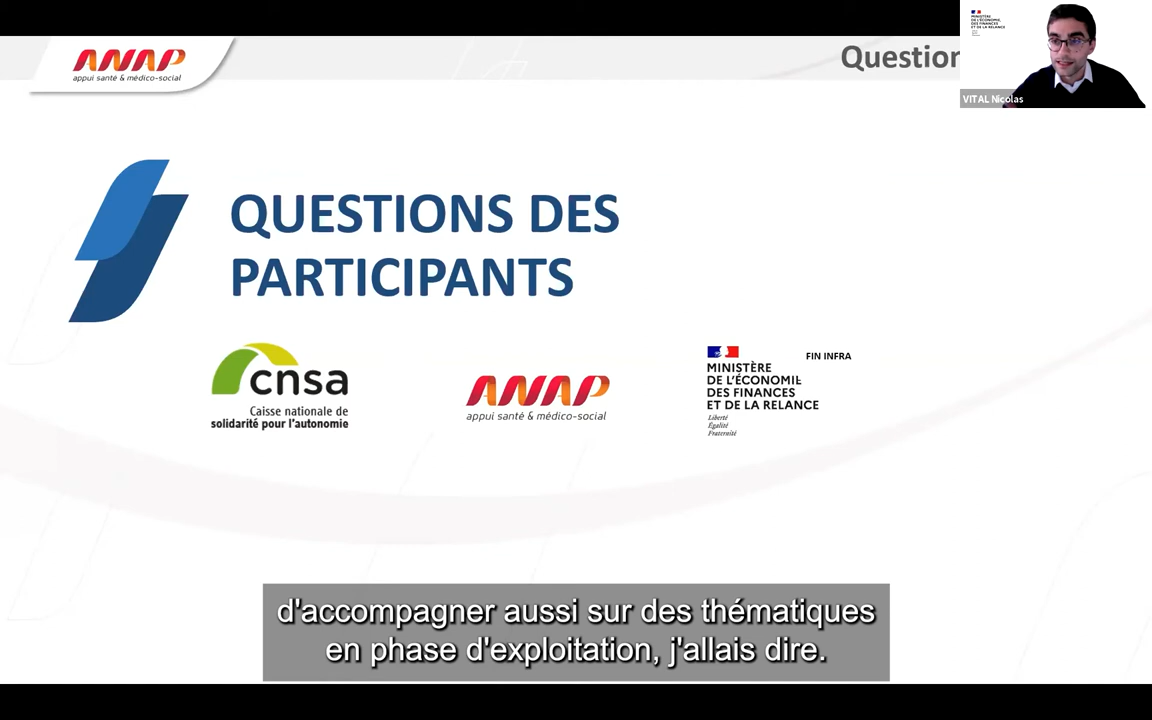 ANAP
appui santé & médico-social
Question
MINISTÈRE
DE L'ÉCONOMIE,
DES FINANCES
ET DE LA RELANCE
VITAL Nicolas
QUESTIONS DES
PARTICIPANTS
cnsa
Caisse nationale de
solidarité pour l'autonomie
ANAP
appui santé & médico-social
FIN INFRA
MINISTÈRE
DE L'ÉCONOMIE
DES FINANCES
ET DE LA RELANCE
Liberté
Égalité
Fraternité
d'accompagner aussi sur des thématiques
en phase d'exploitation, j'allais dire.